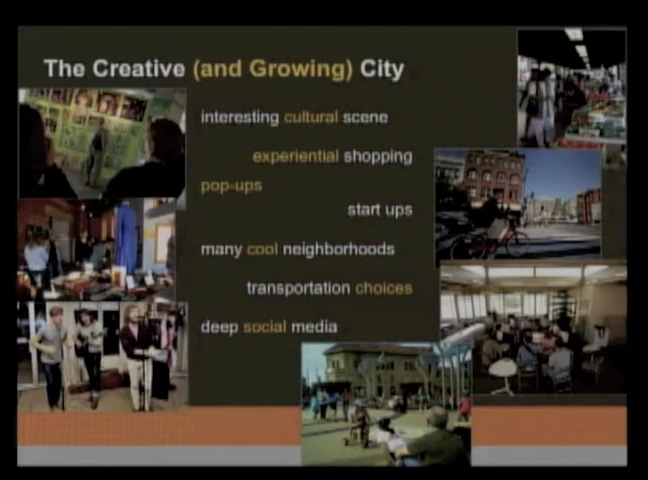 The Creative (and Growing) City
interesting cultural scene
experiential shopping
pop-ups
start ups
many cool neighborhoods
transportation choices
deep social media